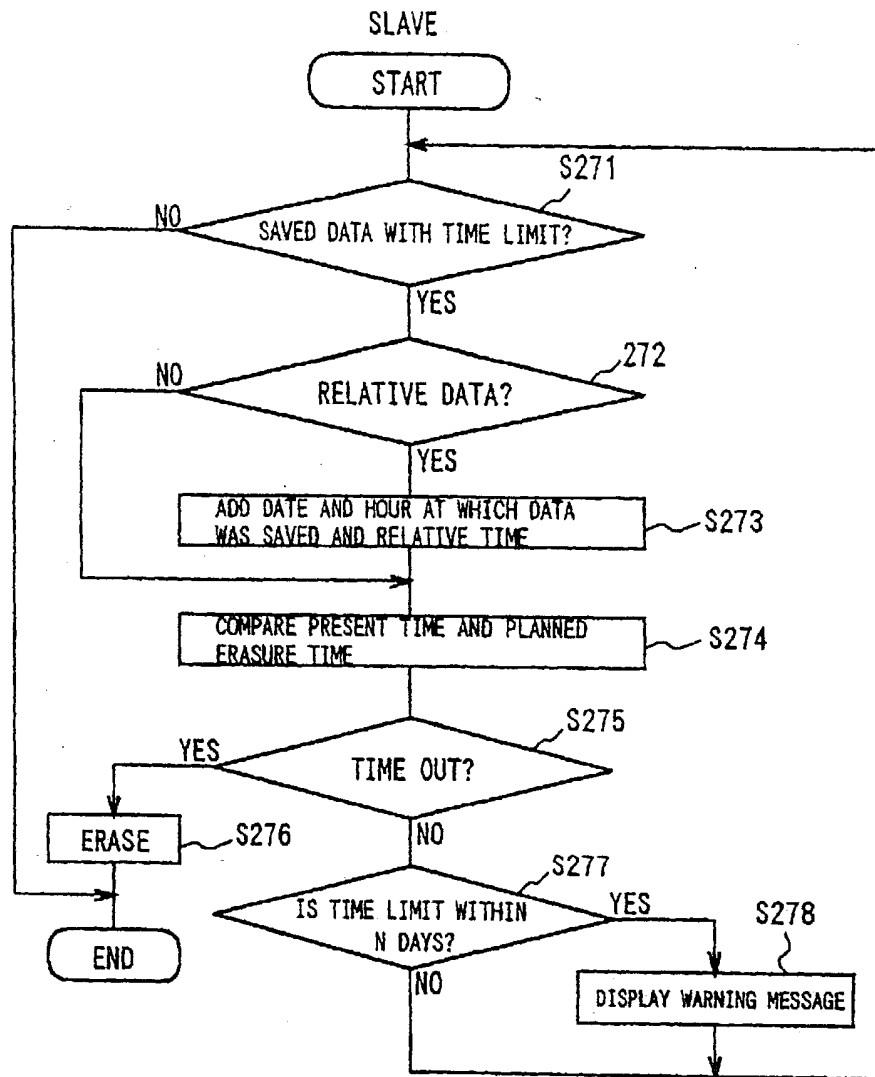 SLAVE
START
S271
NO
SAVED DATA WITH TIME LIMIT?
YES
272
NO
RELATIVE DATA?
YES
ADD DATE AND HOUR AT WHICH DATA
WAS SAVED AND RELATIVE TIME
S273
COMPARE PRESENT TIME AND PLANNED
ERASURE TIME
S274
S275
YES
TIME OUT?
NO
ERASE
S276
S277
IS TIME LIMIT WITHIN
N DAYS?
YES
S278
END
NO
DISPLAY WARNING MESSAGE